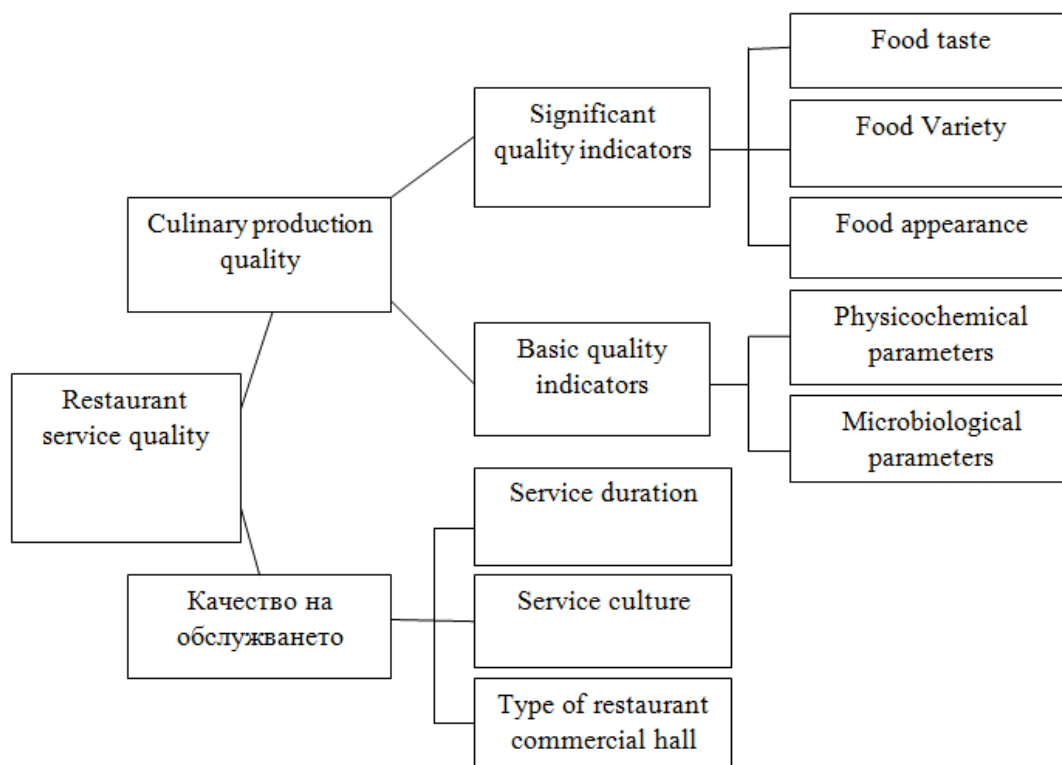 Food taste
Significant
quality indicators
Food Variety
Culinary production
quality
Food appearance
Physicochemical
parameters
Basic quality
indicators
Restaurant
service quality
Microbiological
parameters
Service duration
Качество на
обслужването
Service culture
Type of restaurant
commercial hall